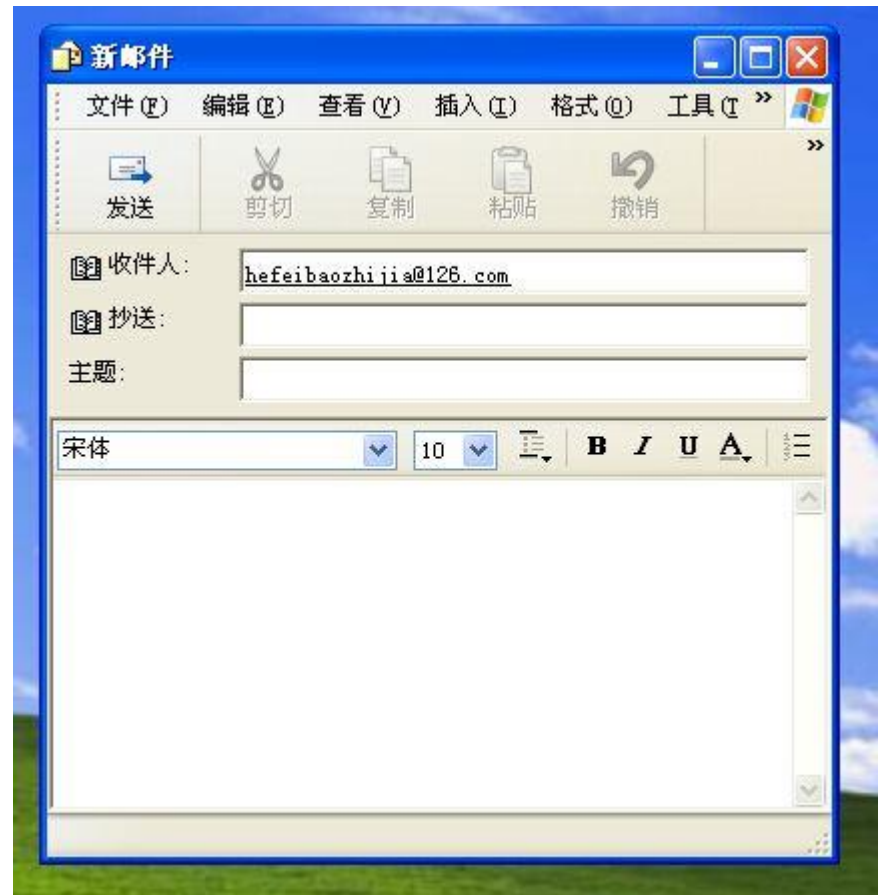 新邮件
文件(F) 编辑(E) 查看(V) 插入(I) 格式(O) 工具(T »
»
发送 剪切 复制 粘贴 撤销
收件人: hefeibaozhijia@126.com
抄送:
主题:
宋体 10 B I U A